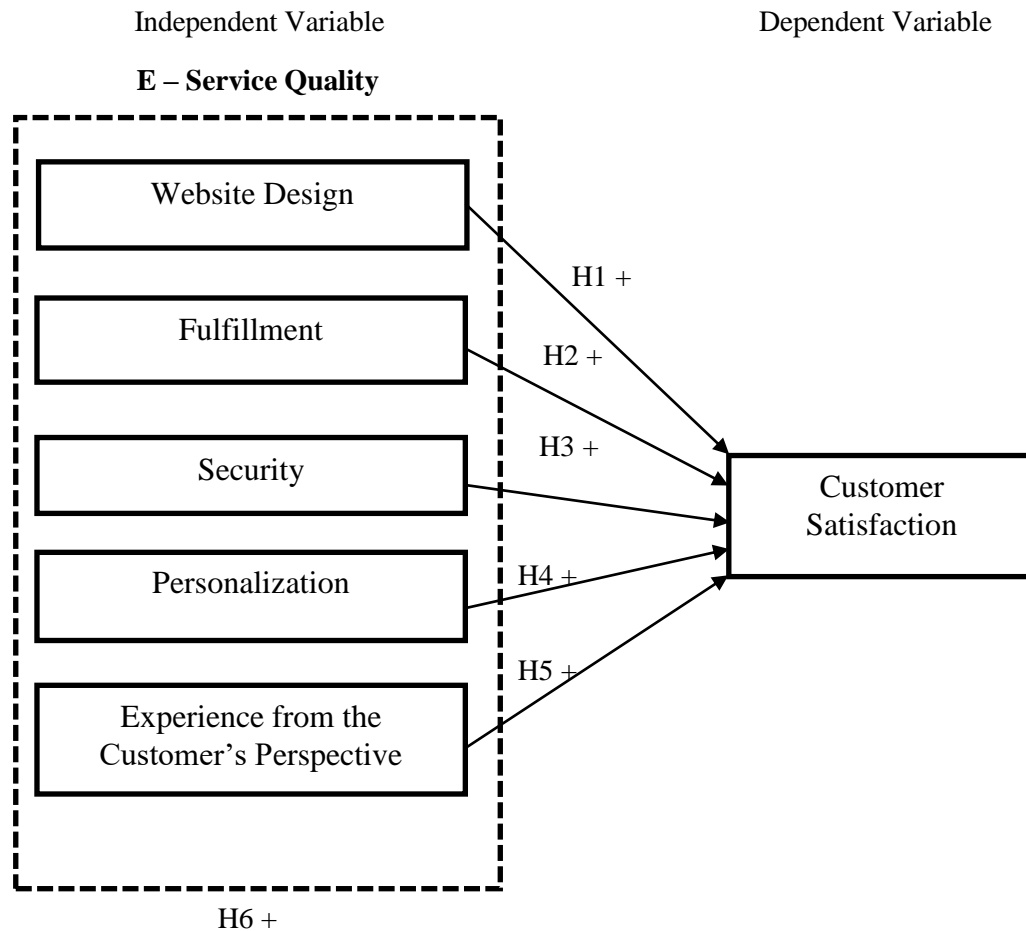 Independent Variable
Dependent Variable
E – Service Quality
Website Design
H1 +
Fulfillment
H2 +
H3 +
Security
Customer
Satisfaction
Personalization
H4 +
H5 +
Experience from the
Customer’s Perspective
H6 +